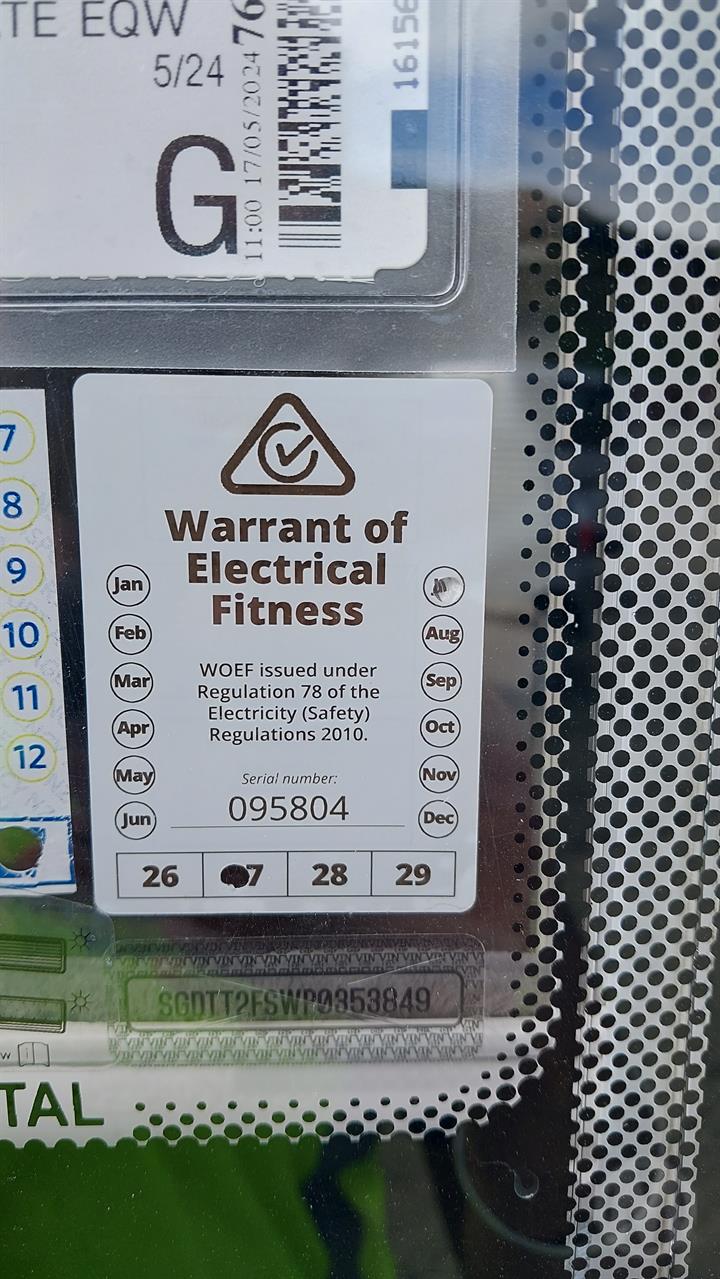 TE EQW
5/24
G
11:00 17/05/2024
76
16156
7
8
9
10
11
12
Warrant of
Electrical
Fitness
Jan
Feb
Mar
Apr
May
Jun
Aug
Sep
Oct
Nov
Dec
WOEF issued under
Regulation 78 of the
Electricity (Safety)
Regulations 2010.
Serial number:
095804
26
7
28
29
SGDTT2FSWP0353849
TAL